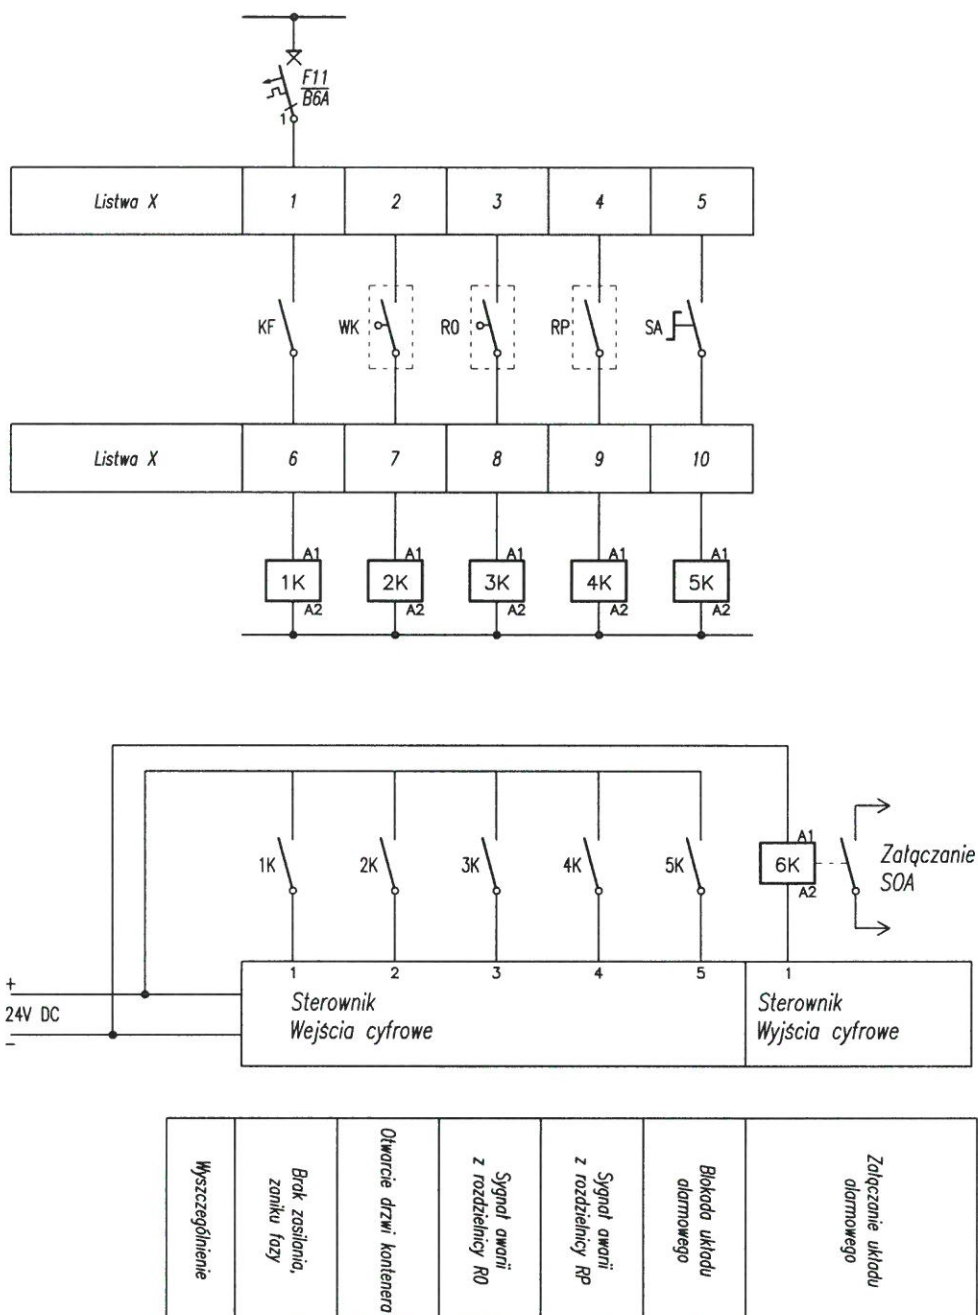 F11
B6A
1
Listwa X 1 2 3 4 5
KF WK RO RP SA
Listwa X 6 7 8 9 10
A1 A1 A1 A1 A1
1K 2K 3K 4K 5K
A2 A2 A2 A2 A2
A1
1K 2K 3K 4K 5K 6K
A2
Załączanie
SOA
1 2 3 4 5 1
+
24V DC
−
Sterownik
Wejścia cyfrowe
Sterownik
Wyjścia cyfrowe
Wyszczególnienie
Brak zasilania,
zaniku fazy
Otwarcie drzwi kontenera
Sygnał awarii
z rozdzielnicy RO
Sygnał awarii
z rozdzielnicy RP
Blokada układu
alarmowego
Załączanie układu
alarmowego